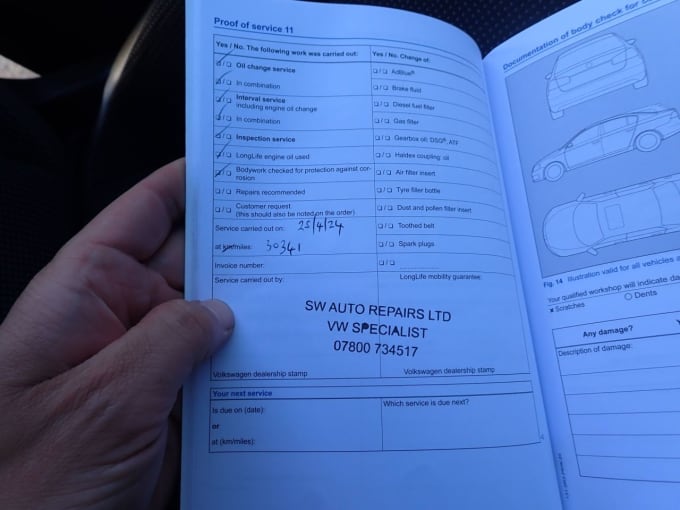 Proof of service 11
Yes / No. The following work was carried out:
Oil change service
In combination
Interval service
including engine oil change
In combination
Inspection service
LongLife engine oil used
Bodywork checked for protection against cor-
rosion
Repairs recommended
Customer request
(this should also be noted on the order)
Service carried out on: 25/4/24
at km/miles: 30341
Invoice number:
Service carried out by:
Yes / No. Change of:
AdBlue®
Brake fluid
Diesel fuel filter
Gas filter
Gearbox oil: DSG®, ATF
Haldex coupling: oil
Air filter insert
Tyre filler bottle
Dust and pollen filter insert
Toothed belt
Spark plugs
LongLife mobility guarantee:
SW AUTO REPAIRS LTD
VW SPECIALIST
07800 734517
Volkswagen dealership stamp
Volkswagen dealership stamp
Your next service
Is due on (date):
or
at (km/miles):
Which service is due next?
Documentation of body check for
Fig. 14 Illustration valid for all vehicles
Your qualified workshop will indicate
x Scratches
O Dents
Any damage?
Description of damage: